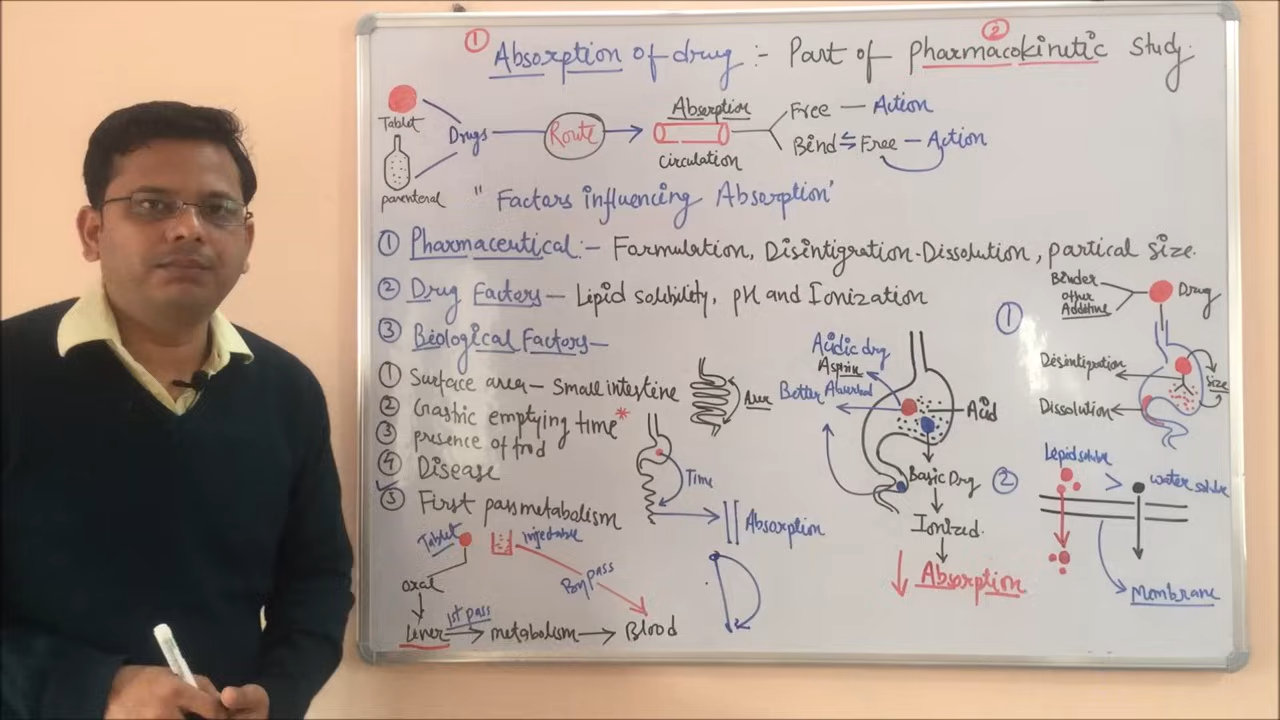 ① Absorption of drug :- Part of ② Pharmacokinetic Study.
Tablet
parenteral
Drugs
Route
Absorption
circulation
Free — Action
Bind ⇆ Free — Action
" Factors influencing Absorption"
① Pharmaceutical :- Formulation, Disintigration-Dissolution, partical size.
② Drug Factors — Lipid solubility, pH and Ionization
③ Biological Factors —
① Surface area — Small intestine
② Gastric emptying time *
③ presence of food
④ Disease
⑤ First pass metabolism
Area
Time
Absorption
Tablet
injectable
oral
By pass
Liver
1st pass
metabolism
Blood
Acidic drg
Aspirin
Better Absorbed
Acid
Basic Drg
Ionized.
↓ Absorption
①
Binder
other
Additive
Drug
Disintigration
size
Dissolution
②
Lipid soluble
>
water soluble
Membrane